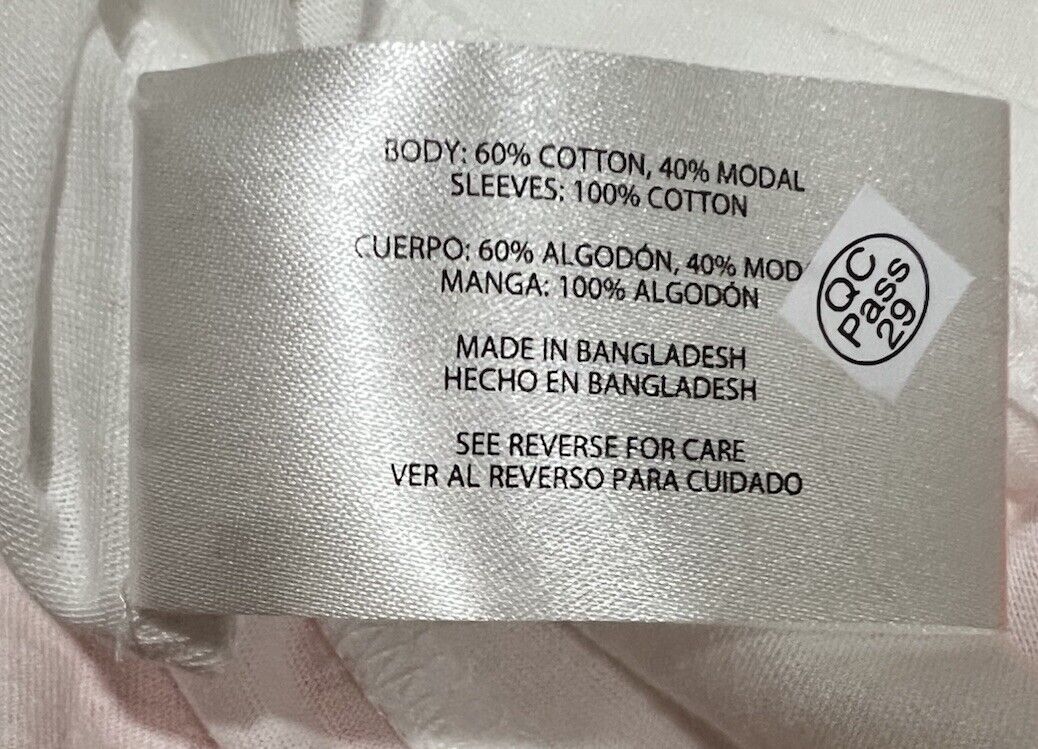 BODY: 60% COTTON, 40% MODAL
SLEEVES: 100% COTTON
CUERPO: 60% ALGODÓN, 40% MOD
MANGA: 100% ALGODÓN
MADE IN BANGLADESH
HECHO EN BANGLADESH
SEE REVERSE FOR CARE
VER AL REVERSO PARA CUIDADO
QC
Pass
29